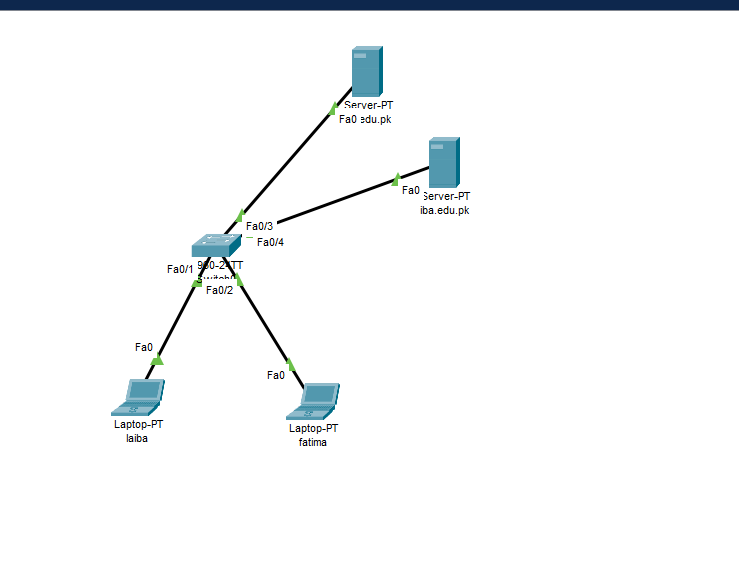 Server-PT
Fa0 edu.pk
Fa0
Server-PT
iba.edu.pk
Fa0/3
Fa0/4
Fa0/1
Fa0/2
Fa0
Fa0
Laptop-PT
laiba
Laptop-PT
fatima